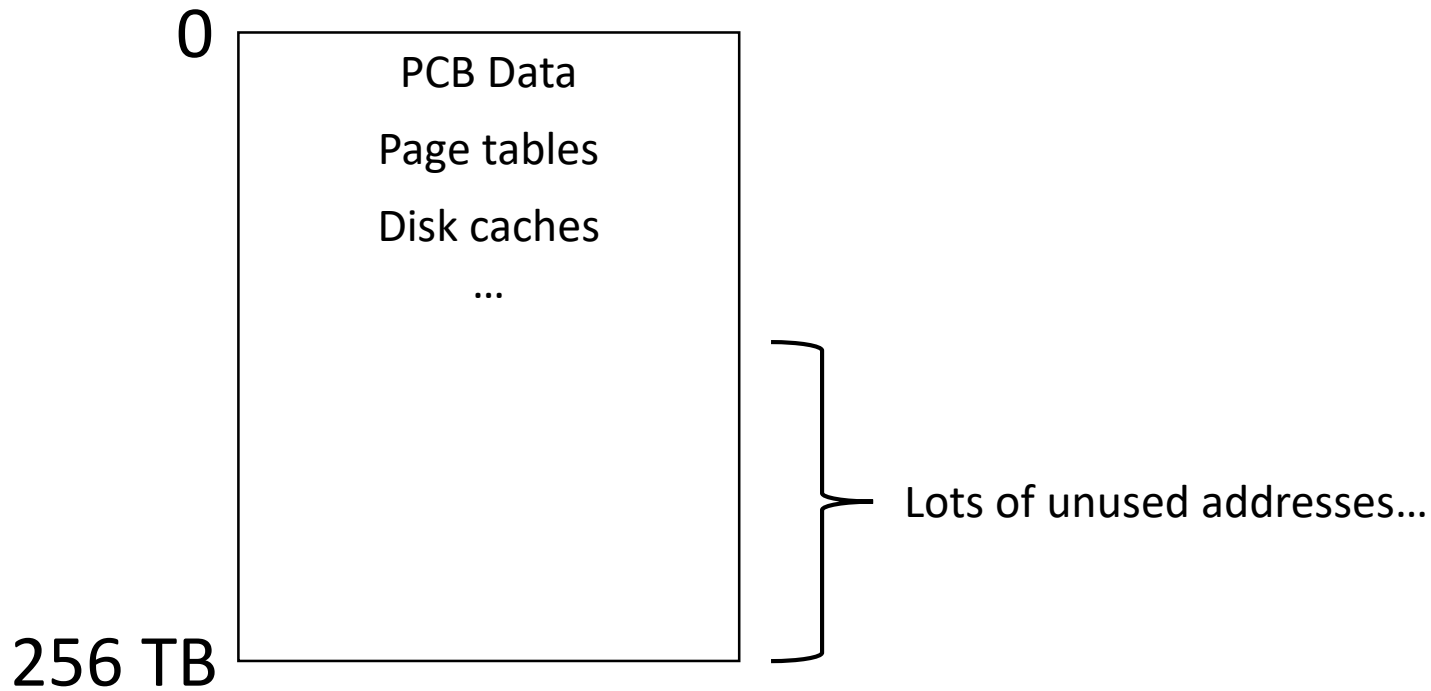 0
PCB Data
Page tables
Disk caches
…
Lots of unused addresses…
256 TB